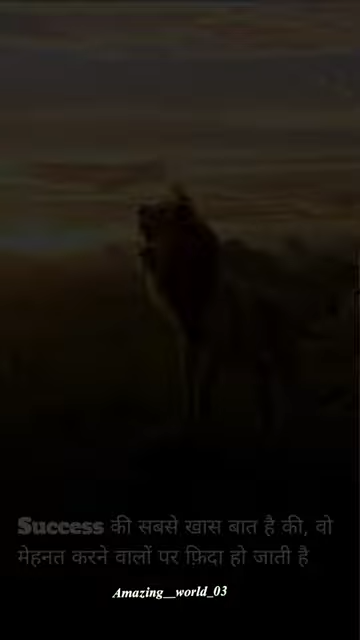 Success की सबसे खास बात है की, वो
मेहनत करने वालों पर फ़िदा हो जाती है
Amazing__world_03